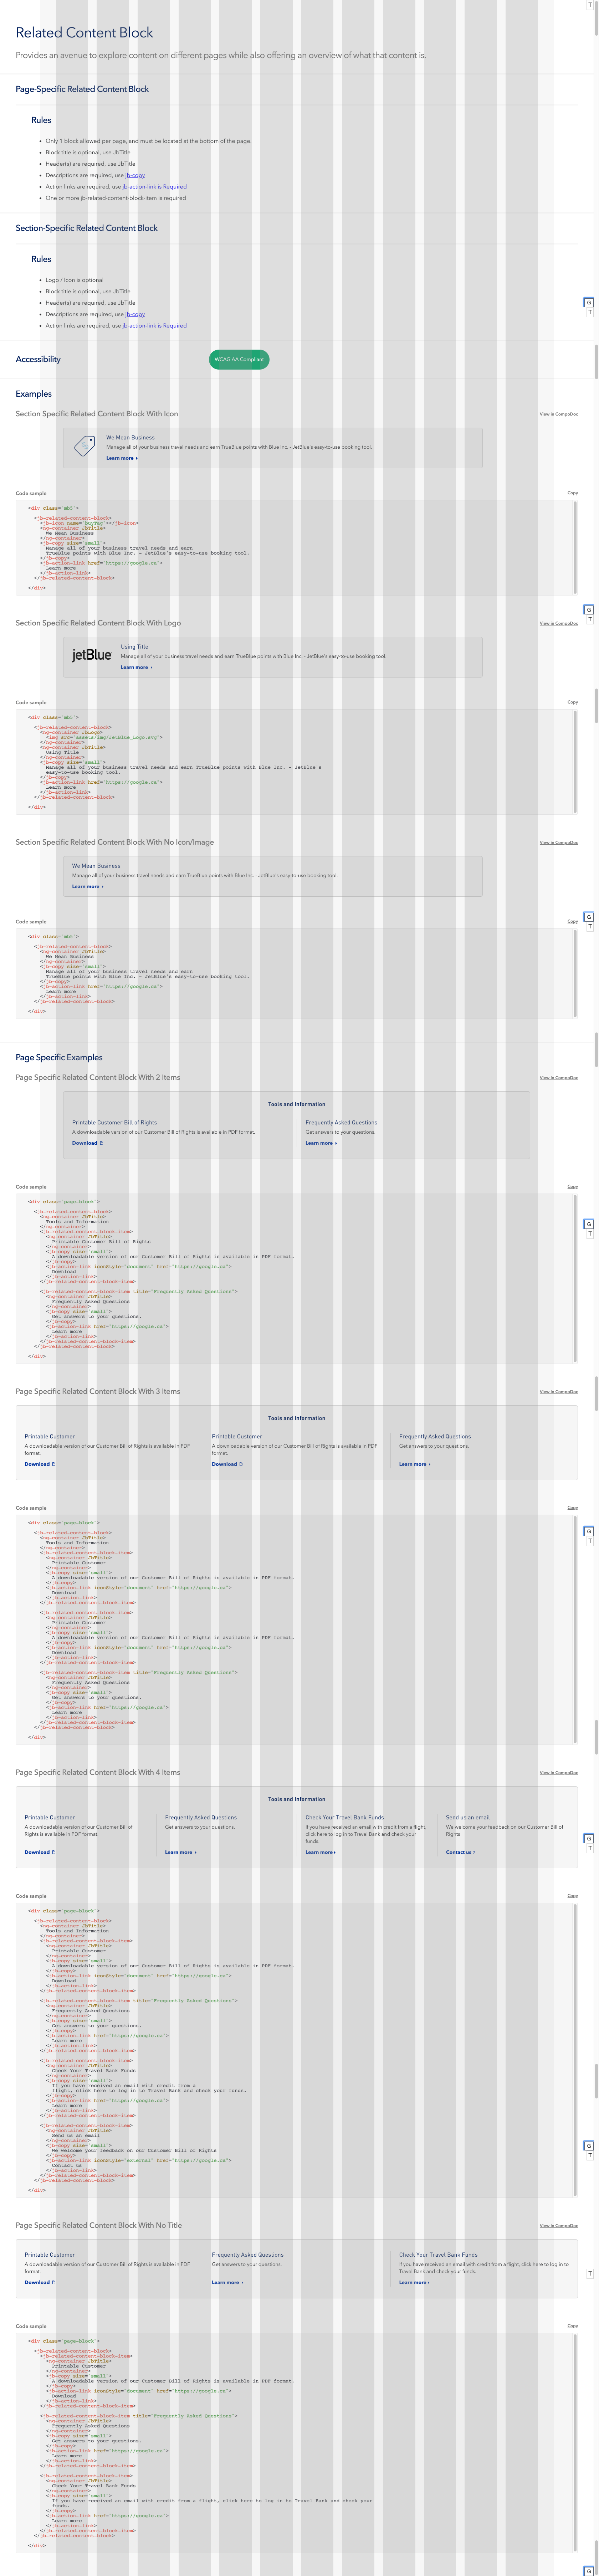 T
Related Content Block
Provides an avenue to explore content on different pages while also offering an overview of what that content is.
Page-Specific Related Content Block
Rules
Only 1 block allowed per page, and must be located at the bottom of the page.
Block title is optional, use JbTitle
Header(s) are required, use JbTitle
Descriptions are required, use jb-copy
Action links are required, use jb-action-link is Required
One or more jb-related-content-block-item is required
Section-Specific Related Content Block
Rules
Logo / Icon is optional
Block title is optional, use JbTitle
G
Header(s) are required, use JbTitle
T
Descriptions are required, use jb-copy
Action links are required, use jb-action-link is Required
Accessibility
WCAG AA Compliant
Examples
Section Specific Related Content Block With Icon
View in CompoDoc
We Mean Business
Manage all of your business travel needs and earn TrueBlue points with Blue Inc. - JetBlue's easy-to-use booking tool.
Learn more
Code sample
Copy
<div class="mb5">
<jb-related-content-block>
<jb-icon name="buyTag"></jb-icon>
<ng-container JbTitle>
We Mean Business
</ng-container>
<jb-copy size="small">
Manage all of your business travel needs and earn
TrueBlue points with Blue Inc. - JetBlue's easy-to-use booking tool.
</jb-copy>
<jb-action-link href="https://google.ca">
Learn more
</jb-action-link>
</jb-related-content-block>
</div>
G
T
Section Specific Related Content Block With Logo
View in CompoDoc
jetBlue
Using Title
Manage all of your business travel needs and earn TrueBlue points with Blue Inc. - JetBlue's easy-to-use booking tool.
Learn more
Code sample
Copy
<div class="mb5">
<jb-related-content-block>
<ng-container JbLogo>
<img src="assets/img/JetBlue_Logo.svg">
</ng-container>
<ng-container JbTitle>
Using Title
</ng-container>
<jb-copy size="small">
Manage all of your business travel needs and earn TrueBlue points with Blue Inc. - JetBlue's
easy-to-use booking tool.
</jb-copy>
<jb-action-link href="https://google.ca">
Learn more
</jb-action-link>
</jb-related-content-block>
</div>
Section Specific Related Content Block With No Icon/Image
View in CompoDoc
We Mean Business
Manage all of your business travel needs and earn TrueBlue points with Blue Inc. - JetBlue's easy-to-use booking tool.
Learn more
G
Code sample
Copy
T
<div class="mb5">
<jb-related-content-block>
<ng-container JbTitle>
We Mean Business
</ng-container>
<jb-copy size="small">
Manage all of your business travel needs and earn
TrueBlue points with Blue Inc. - JetBlue's easy-to-use booking tool.
</jb-copy>
<jb-action-link href="https://google.ca">
Learn more
</jb-action-link>
</jb-related-content-block>
</div>
Page Specific Examples
Page Specific Related Content Block With 2 Items
View in CompoDoc
Tools and Information
Printable Customer Bill of Rights
A downloadable version of our Customer Bill of Rights is available in PDF format.
Download
Frequently Asked Questions
Get answers to your questions.
Learn more
Code sample
Copy
<div class="page-block">
<jb-related-content-block>
<ng-container JbTitle>
Tools and Information
</ng-container>
<jb-related-content-block-item>
<ng-container JbTitle>
Printable Customer Bill of Rights
</ng-container>
<jb-copy size="small">
A downloadable version of our Customer Bill of Rights is available in PDF format.
</jb-copy>
<jb-action-link iconStyle="document" href="https://google.ca">
Download
</jb-action-link>
</jb-related-content-block-item>
<jb-related-content-block-item title="Frequently Asked Questions">
<ng-container JbTitle>
Frequently Asked Questions
</ng-container>
<jb-copy size="small">
Get answers to your questions.
</jb-copy>
<jb-action-link href="https://google.ca">
Learn more
</jb-action-link>
</jb-related-content-block-item>
</jb-related-content-block>
</div>
G
T
Page Specific Related Content Block With 3 Items
View in CompoDoc
Tools and Information
Printable Customer
A downloadable version of our Customer Bill of Rights is available in PDF
format.
Download
Printable Customer
A downloadable version of our Customer Bill of Rights is available in PDF
format.
Download
Frequently Asked Questions
Get answers to your questions.
Learn more
Code sample
Copy
<div class="page-block">
<jb-related-content-block>
<ng-container JbTitle>
Tools and Information
</ng-container>
<jb-related-content-block-item>
<ng-container JbTitle>
Printable Customer
</ng-container>
<jb-copy size="small">
A downloadable version of our Customer Bill of Rights is available in PDF format.
</jb-copy>
<jb-action-link iconStyle="document" href="https://google.ca">
Download
</jb-action-link>
</jb-related-content-block-item>
<jb-related-content-block-item>
<ng-container JbTitle>
Printable Customer
</ng-container>
<jb-copy size="small">
A downloadable version of our Customer Bill of Rights is available in PDF format.
</jb-copy>
<jb-action-link iconStyle="document" href="https://google.ca">
Download
</jb-action-link>
</jb-related-content-block-item>
<jb-related-content-block-item title="Frequently Asked Questions">
<ng-container JbTitle>
Frequently Asked Questions
</ng-container>
<jb-copy size="small">
Get answers to your questions.
</jb-copy>
<jb-action-link href="https://google.ca">
Learn more
</jb-action-link>
</jb-related-content-block-item>
</jb-related-content-block>
</div>
G
T
Page Specific Related Content Block With 4 Items
View in CompoDoc
Tools and Information
Printable Customer
A downloadable version of our Customer Bill of
Rights is available in PDF format.
Download
Frequently Asked Questions
Get answers to your questions.
Learn more
Check Your Travel Bank Funds
If you have received an email with credit from a flight,
click here to log in to Travel Bank and check your
funds.
Learn more
Send us an email
We welcome your feedback on our Customer Bill of
Rights
Contact us
G
T
Code sample
Copy
<div class="page-block">
<jb-related-content-block>
<ng-container JbTitle>
Tools and Information
</ng-container>
<jb-related-content-block-item>
<ng-container JbTitle>
Printable Customer
</ng-container>
<jb-copy size="small">
A downloadable version of our Customer Bill of Rights is available in PDF format.
</jb-copy>
<jb-action-link iconStyle="document" href="https://google.ca">
Download
</jb-action-link>
</jb-related-content-block-item>
<jb-related-content-block-item title="Frequently Asked Questions">
<ng-container JbTitle>
Frequently Asked Questions
</ng-container>
<jb-copy size="small">
Get answers to your questions.
</jb-copy>
<jb-action-link href="https://google.ca">
Learn more
</jb-action-link>
</jb-related-content-block-item>
<jb-related-content-block-item>
<ng-container JbTitle>
Check Your Travel Bank Funds
</ng-container>
<jb-copy size="small">
If you have received an email with credit from a
flight, click here to log in to Travel Bank and check your funds.
</jb-copy>
<jb-action-link href="https://google.ca">
Learn more
</jb-action-link>
</jb-related-content-block-item>
<jb-related-content-block-item>
<ng-container JbTitle>
Send us an email
</ng-container>
<jb-copy size="small">
We welcome your feedback on our Customer Bill of Rights
</jb-copy>
<jb-action-link iconStyle="external" href="https://google.ca">
Contact us
</jb-action-link>
</jb-related-content-block-item>
</jb-related-content-block>
</div>
G
T
Page Specific Related Content Block With No Title
View in CompoDoc
Printable Customer
A downloadable version of our Customer Bill of Rights is available in PDF
format.
Download
Frequently Asked Questions
Get answers to your questions.
Learn more
Check Your Travel Bank Funds
If you have received an email with credit from a flight, click here to log in to
Travel Bank and check your funds.
Learn more
T
Code sample
Copy
<div class="page-block">
<jb-related-content-block>
<jb-related-content-block-item>
<ng-container JbTitle>
Printable Customer
</ng-container>
<jb-copy size="small">
A downloadable version of our Customer Bill of Rights is available in PDF format.
</jb-copy>
<jb-action-link iconStyle="document" href="https://google.ca">
Download
</jb-action-link>
</jb-related-content-block-item>
<jb-related-content-block-item title="Frequently Asked Questions">
<ng-container JbTitle>
Frequently Asked Questions
</ng-container>
<jb-copy size="small">
Get answers to your questions.
</jb-copy>
<jb-action-link href="https://google.ca">
Learn more
</jb-action-link>
</jb-related-content-block-item>
<jb-related-content-block-item>
<ng-container JbTitle>
Check Your Travel Bank Funds
</ng-container>
<jb-copy size="small">
If you have received an email with credit from a flight, click here to log in to Travel Bank and check your
funds.
</jb-copy>
<jb-action-link href="https://google.ca">
Learn more
</jb-action-link>
</jb-related-content-block-item>
</jb-related-content-block>
</div>
G